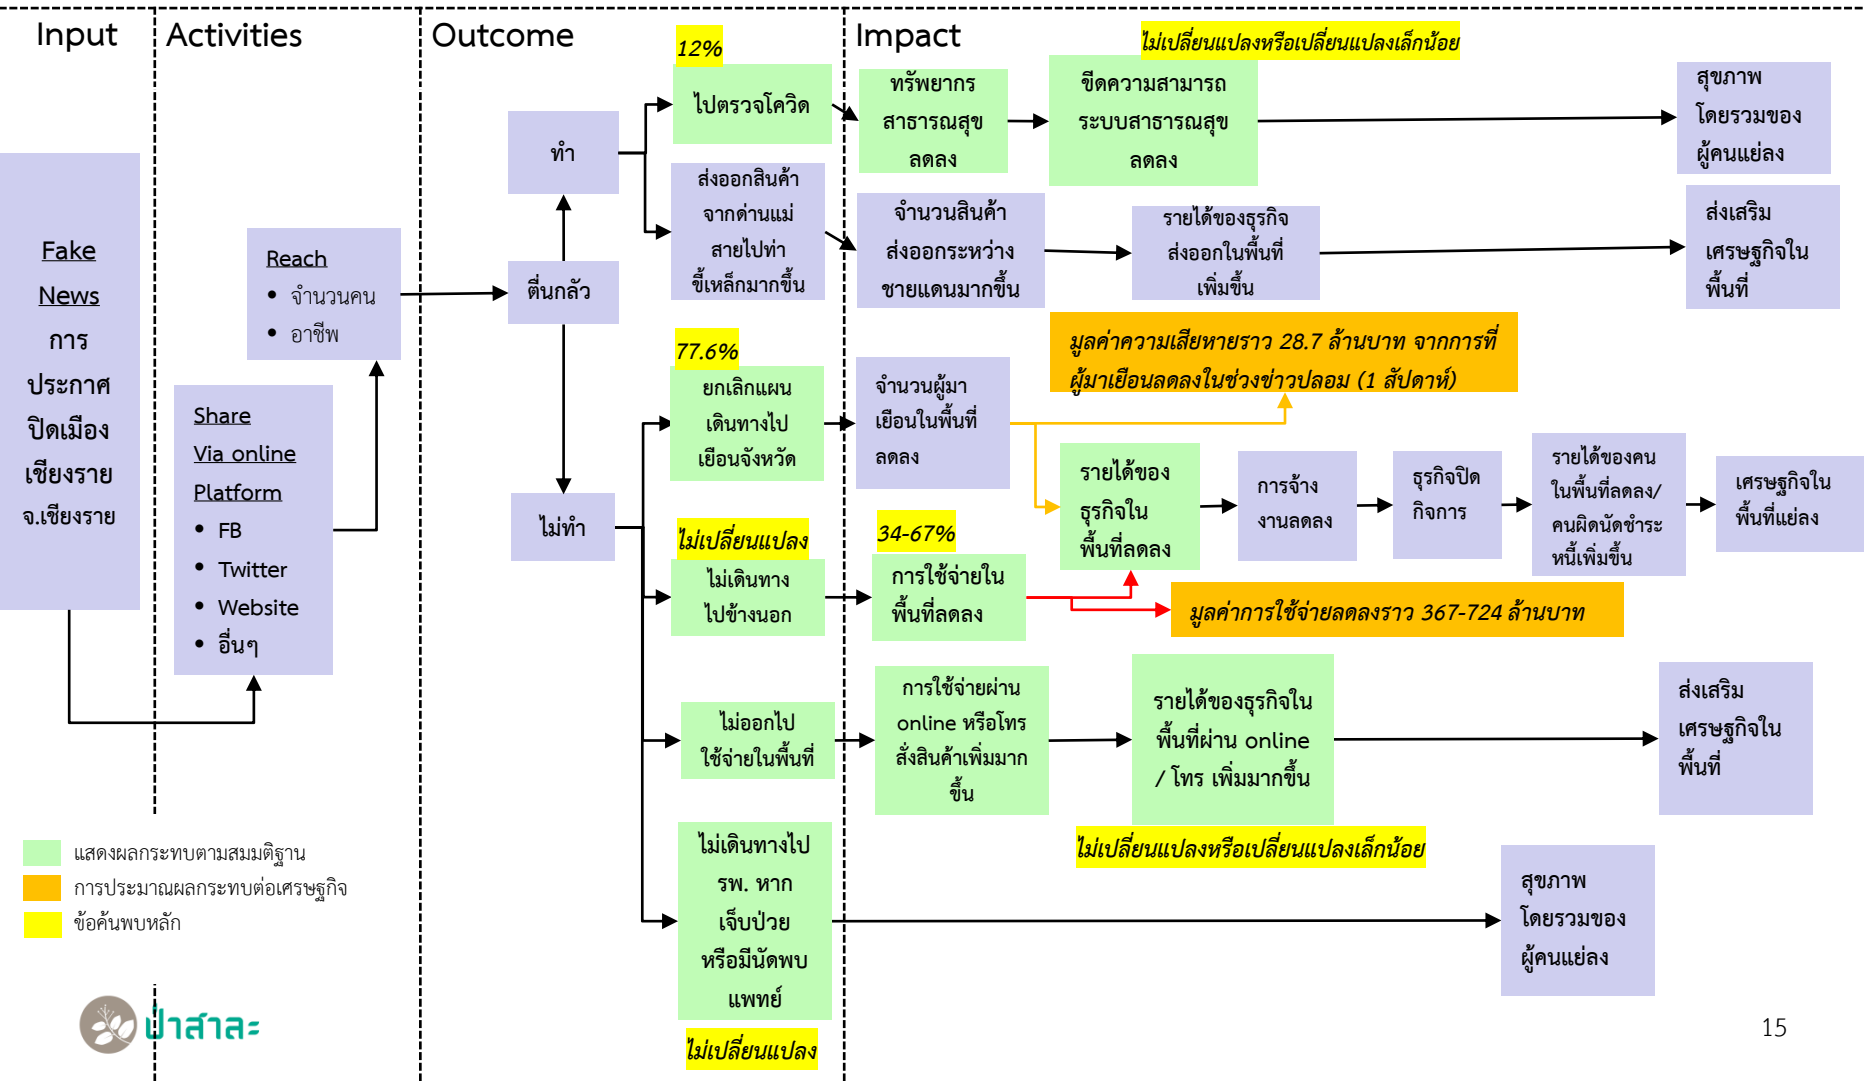 Input
Activities
Outcome
Impact
Fake
News
การ
ประกาศ
ปิดเมือง
เชียงราย
จ.เชียงราย
Reach
• จำนวนคน
• อาชีพ
Share
Via online
Platform
• FB
• Twitter
• Website
• อื่นๆ
ตื่นกลัว
ทำ
ไม่ทำ
12%
ไปตรวจโควิด
ทรัพยากร
สาธารณสุข
ลดลง
ไม่เปลี่ยนแปลงหรือเปลี่ยนแปลงเล็กน้อย
ขีดความสามารถ
ระบบสาธารณสุข
ลดลง
สุขภาพ
โดยรวมของ
ผู้คนแย่ลง
ส่งออกสินค้า
จากด่านแม่
สายไปท่า
ขี้เหล็กมากขึ้น
จำนวนสินค้า
ส่งออกระหว่าง
ชายแดนมากขึ้น
รายได้ของธุรกิจ
ส่งออกในพื้นที่
เพิ่มขึ้น
ส่งเสริม
เศรษฐกิจใน
พื้นที่
77.6%
ยกเลิกแผน
เดินทางไป
เยือนจังหวัด
จำนวนผู้มา
เยือนในพื้นที่
ลดลง
มูลค่าความเสียหายราว 28.7 ล้านบาท จากการที่
ผู้มาเยือนลดลงในช่วงข่าวปลอม (1 สัปดาห์)
รายได้ของ
ธุรกิจใน
พื้นที่ลดลง
การจ้าง
งานลดลง
ธุรกิจปิด
กิจการ
รายได้ของคน
ในพื้นที่ลดลง/
คนผิดนัดชำระ
หนี้เพิ่มขึ้น
เศรษฐกิจใน
พื้นที่แย่ลง
ไม่เปลี่ยนแปลง
ไม่เดินทาง
ไปข้างนอก
34-67%
การใช้จ่ายใน
พื้นที่ลดลง
มูลค่าการใช้จ่ายลดลงราว 367-724 ล้านบาท
ไม่ออกไป
ใช้จ่ายในพื้นที่
การใช้จ่ายผ่าน
online หรือโทร
สั่งสินค้าเพิ่มมาก
ขึ้น
รายได้ของธุรกิจใน
พื้นที่ผ่าน online
/ โทร เพิ่มมากขึ้น
ไม่เปลี่ยนแปลงหรือเปลี่ยนแปลงเล็กน้อย
ส่งเสริม
เศรษฐกิจใน
พื้นที่
ไม่เดินทางไป
รพ. หาก
เจ็บป่วย
หรือมีนัดพบ
แพทย์
ไม่เปลี่ยนแปลง
สุขภาพ
โดยรวมของ
ผู้คนแย่ลง
แสดงผลกระทบตามสมมติฐาน
การประมาณผลกระทบต่อเศรษฐกิจ
ข้อค้นพบหลัก
ป่าสาละ
15